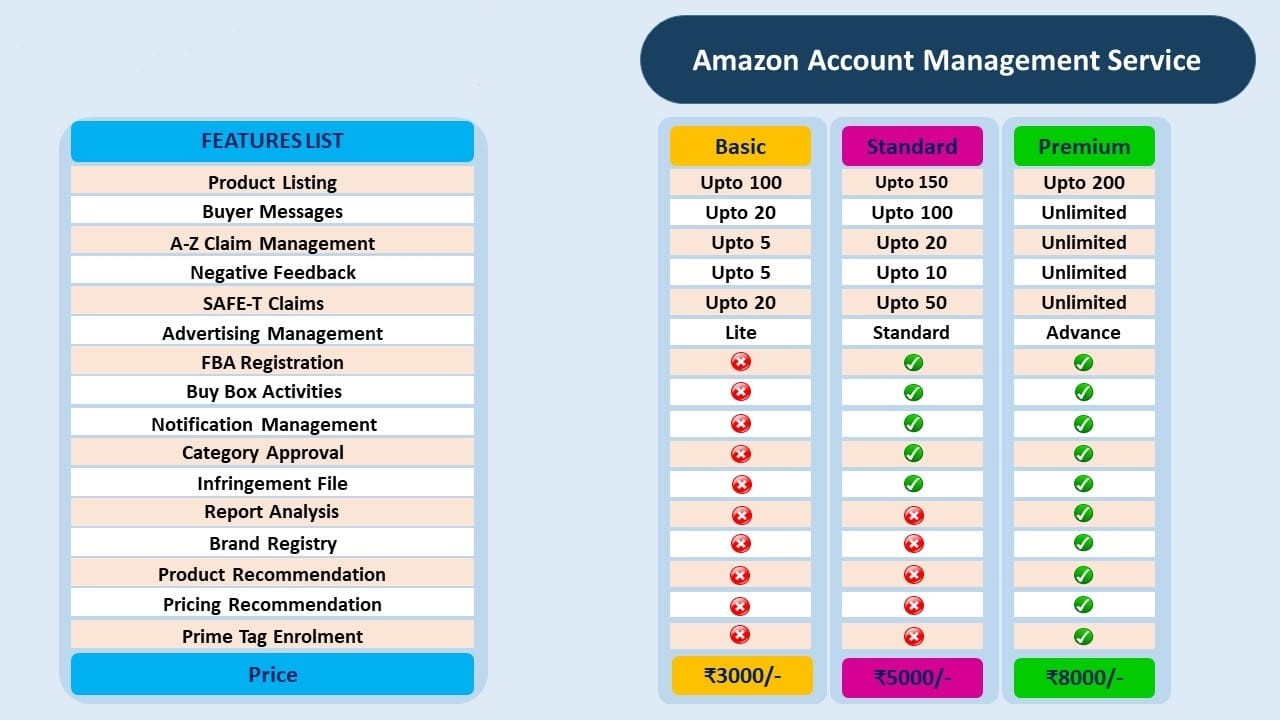 Amazon Account Management Service
FEATURES LIST Basic Standard Premium
Product Listing Upto 100 Upto 150 Upto 200
Buyer Messages Upto 20 Upto 100 Unlimited
A-Z Claim Management Upto 5 Upto 20 Unlimited
Negative Feedback Upto 5 Upto 10 Unlimited
SAFE-T Claims Upto 20 Upto 50 Unlimited
Advertising Management Lite Standard Advance
FBA Registration
Buy Box Activities
Notification Management
Category Approval
Infringement File
Report Analysis
Brand Registry
Product Recommendation
Pricing Recommendation
Prime Tag Enrolment
Price ₹3000/- ₹5000/- ₹8000/-